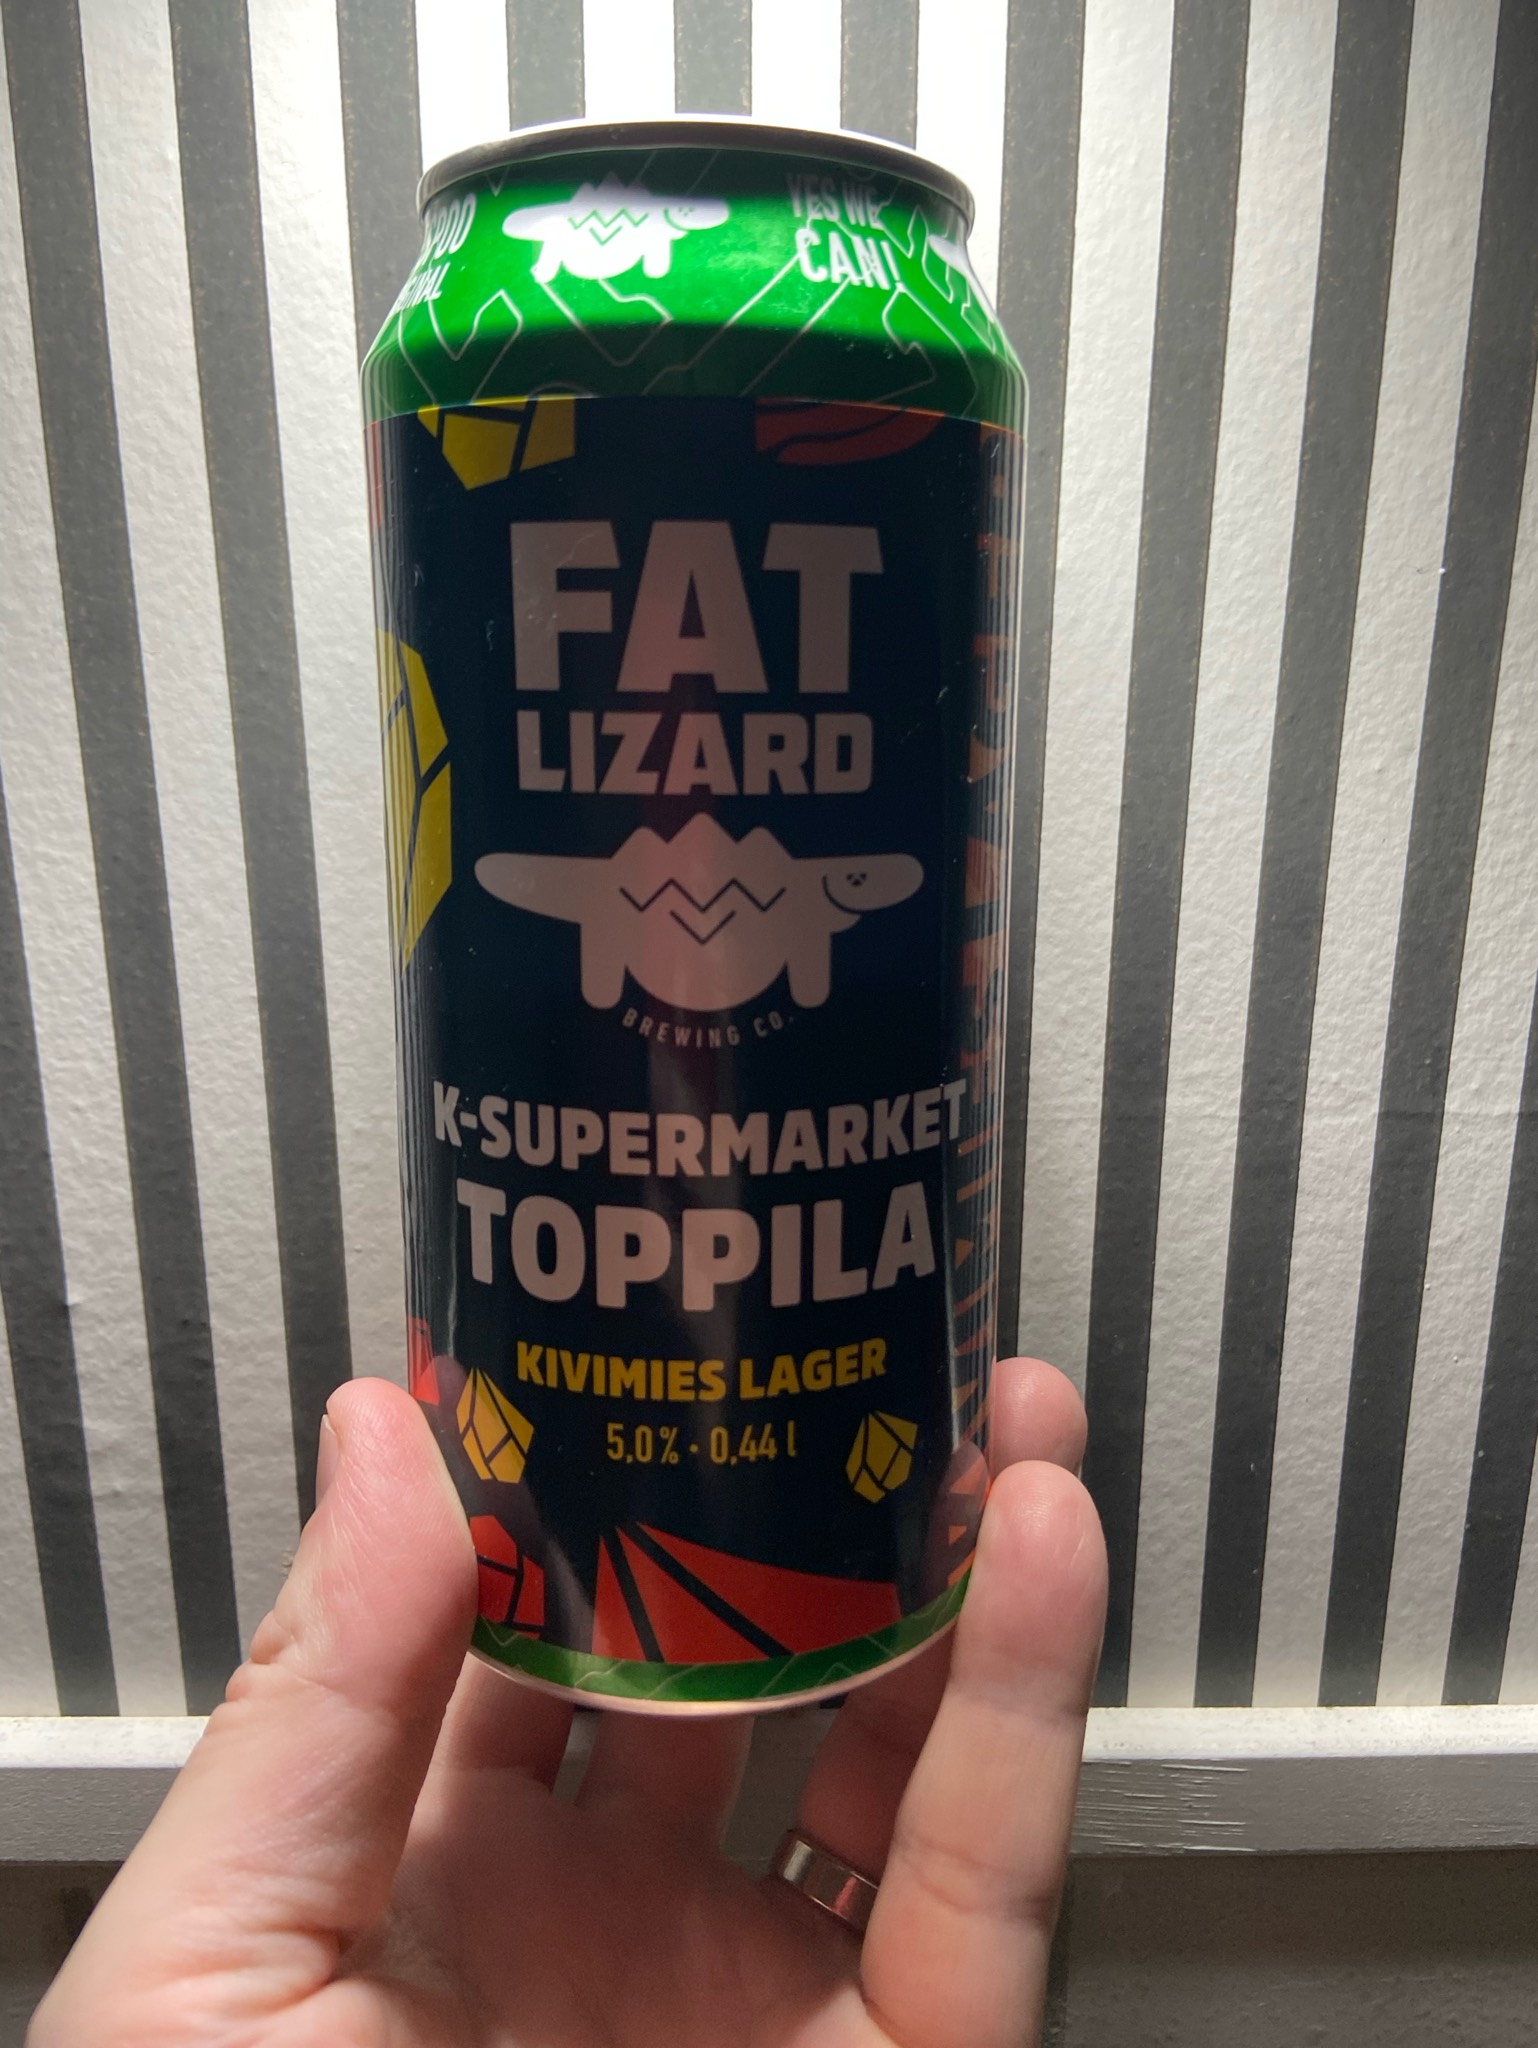 YES WE
CAN!
FAT
LIZARD
BREWING CO.
K-SUPERMARKET
TOPPILA
KIVIMIES LAGER
5,0% • 0,44 l